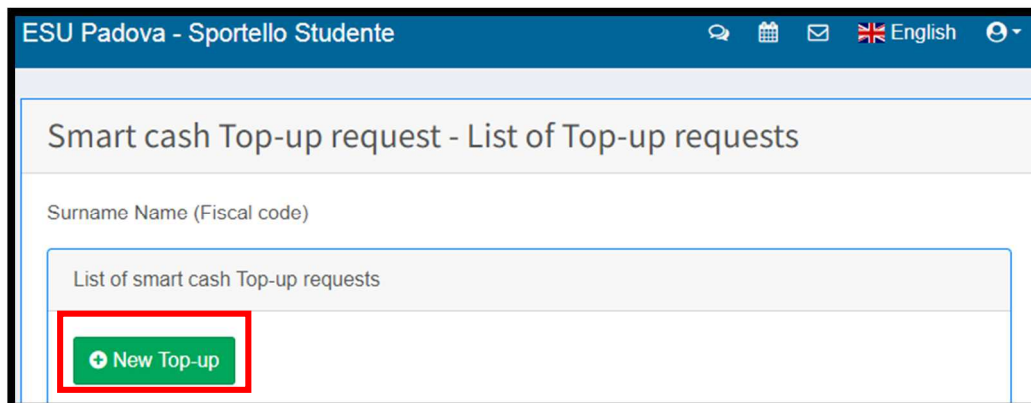 ESU Padova - Sportello Studente English
Smart cash Top-up request - List of Top-up requests
Surname Name (Fiscal code)
List of smart cash Top-up requests
New Top-up